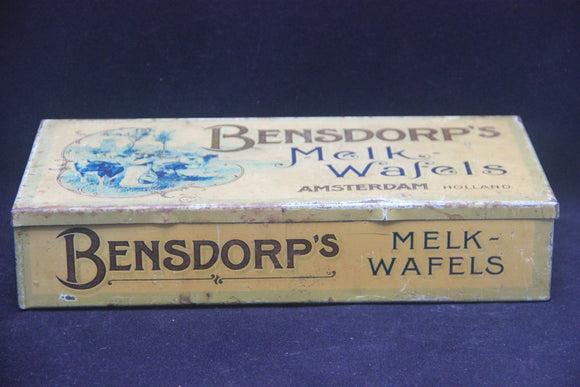 BENSDORP'S
Melk-
Wafels
AMSTERDAM HOLLAND.
BENSDORP'S
MELK-
WAFELS